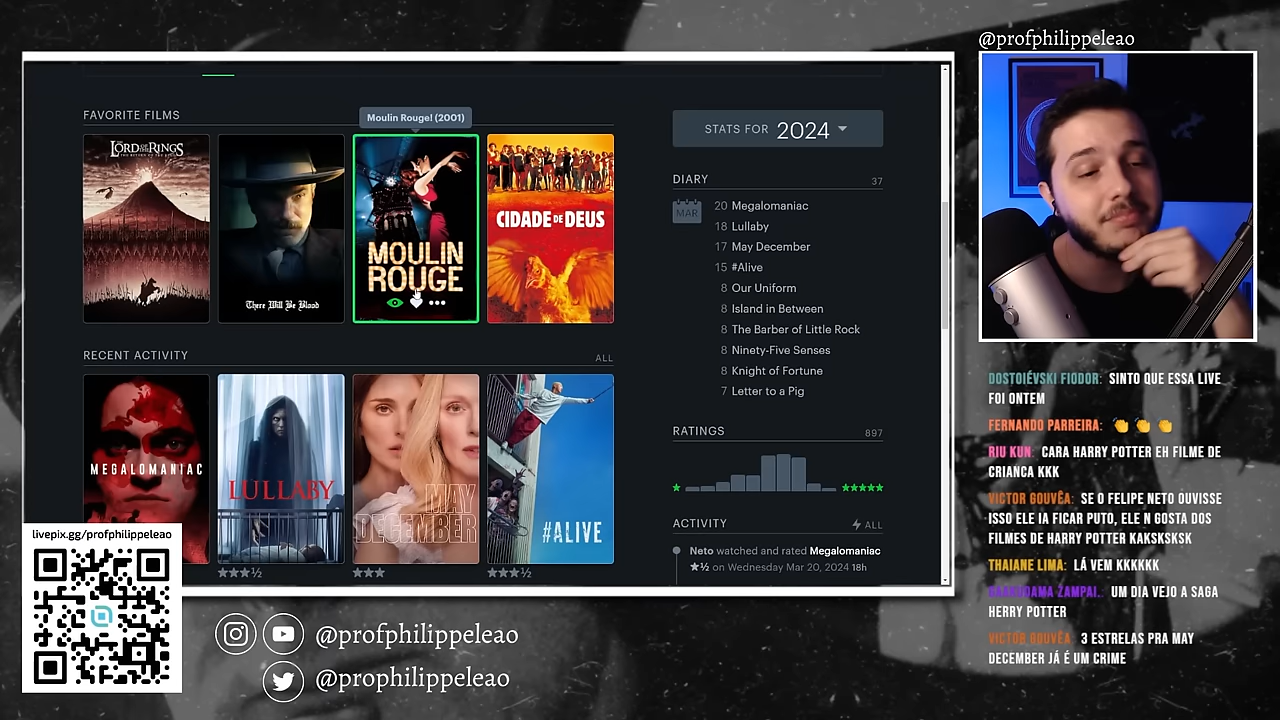 @profphilippeleao
FAVORITE FILMS
Moulin Rouge! (2001)
THE LORD OF THE RINGS
THE RETURN OF THE KING
There Will Be Blood
MOULIN
ROUGE
CIDADE DE DEUS
STATS FOR 2024
DIARY 37
MAR
20 Megalomaniac
18 Lullaby
17 May December
15 #Alive
8 Our Uniform
8 Island in Between
8 The Barber of Little Rock
8 Ninety-Five Senses
8 Knight of Fortune
7 Letter to a Pig
RECENT ACTIVITY ALL
MEGALOMANIAC
LULLABY
MAY
DECEMBER
#ALIVE
★★★½
★★★
★★★½
RATINGS 897
★ ★★★★★
ACTIVITY ALL
Neto watched and rated Megalomaniac
★½ on Wednesday Mar 20, 2024 18h
livepix.gg/profphilippeleao
@profphilippeleao
@prophilippeleao
DOSTOIÉVSKI FIODOR: SINTO QUE ESSA LIVE
FOI ONTEM
FERNANDO PARREIRA: 👏 👏 👏
RIU KUN: CARA HARRY POTTER EH FILME DE
CRIANCA KKK
VICTOR GOUVÊA: SE O FELIPE NETO OUVISSE
ISSO ELE IA FICAR PUTO, ELE N GOSTA DOS
FILMES DE HARRY POTTER KAKSKSKSK
THAIANE LIMA: LÁ VEM KKKKKK
ZAMPAI.: UM DIA VEJO A SAGA
HERRY POTTER
VICTOR GOUVÊA: 3 ESTRELAS PRA MAY
DECEMBER JÁ É UM CRIME